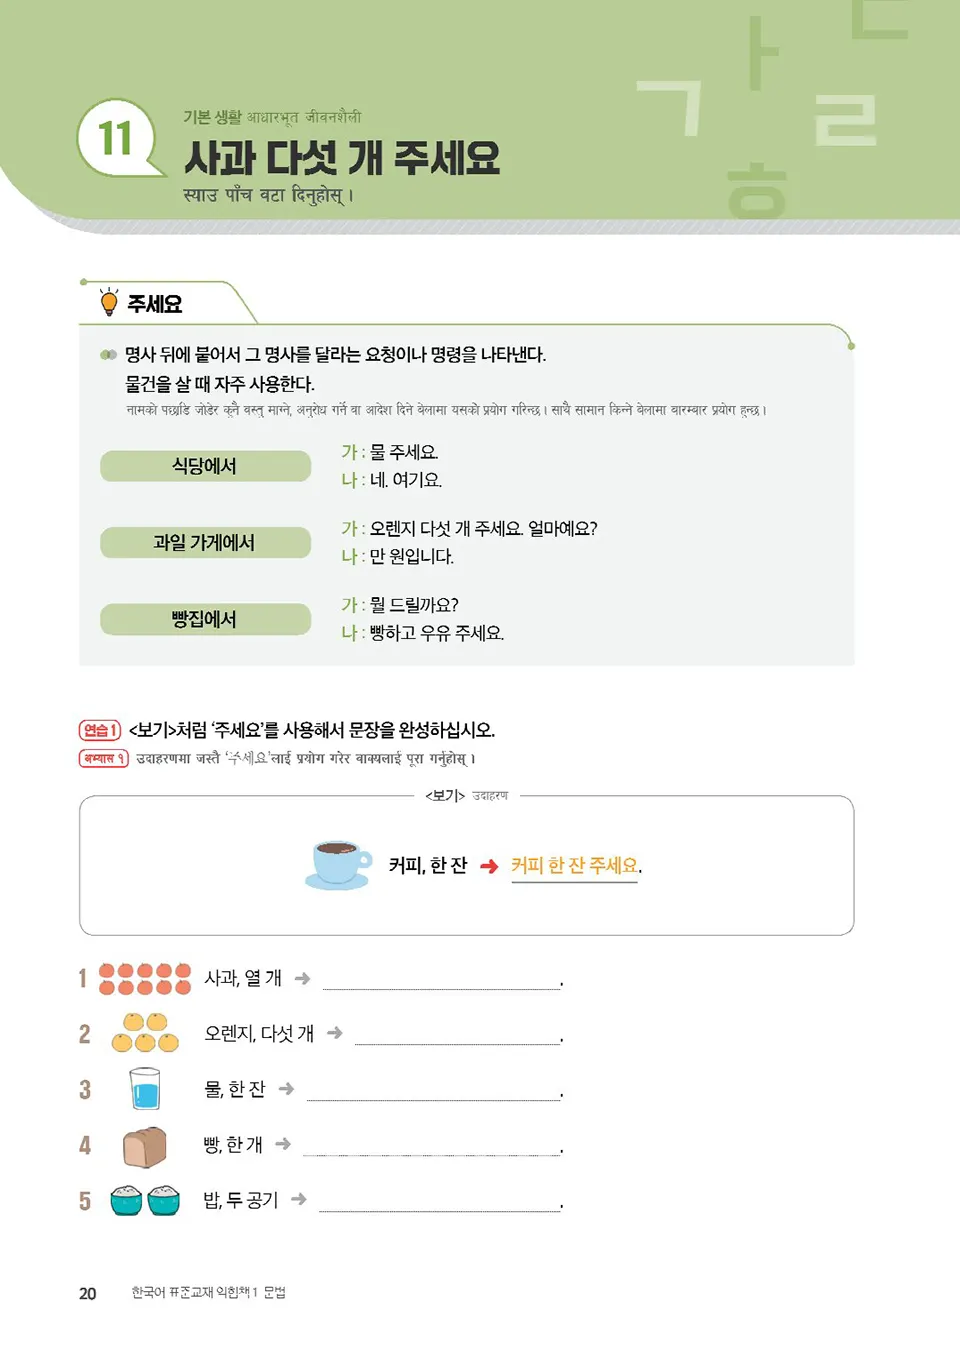 ㄱ ㅏ ㄴ ㄹ ㅎ
11
기본 생활 आधारभूत जीवनशैली
사과 다섯 개 주세요
स्याउ पाँच वटा दिनुहोस् ।
주세요
명사 뒤에 붙어서 그 명사를 달라는 요청이나 명령을 나타낸다.
물건을 살 때 자주 사용한다.
नामको पछाडि जोडेर कुनै वस्तु माग्ने, अनुरोध गर्ने वा आदेश दिने बेलामा यसको प्रयोग गरिन्छ । साथै सामान किन्ने बेलामा बारम्बार प्रयोग हुन्छ ।
식당에서
가 : 물 주세요.
나 : 네. 여기요.
과일 가게에서
가 : 오렌지 다섯 개 주세요. 얼마예요?
나 : 만 원입니다.
빵집에서
가 : 뭘 드릴까요?
나 : 빵하고 우유 주세요.
연습 1 <보기>처럼 ‘주세요’를 사용해서 문장을 완성하십시오.
अभ्यास १ उदाहरणमा जस्तै ‘주세요’लाई प्रयोग गरेर वाक्यलाई पूरा गर्नुहोस् ।
<보기> उदाहरण
커피, 한 잔 ➜ 커피 한 잔 주세요.
1 사과, 열 개 ➜ .
2 오렌지, 다섯 개 ➜ .
3 물, 한 잔 ➜ .
4 빵, 한 개 ➜ .
5 밥, 두 공기 ➜ .
20 한국어 표준교재 익힘책 1 문법